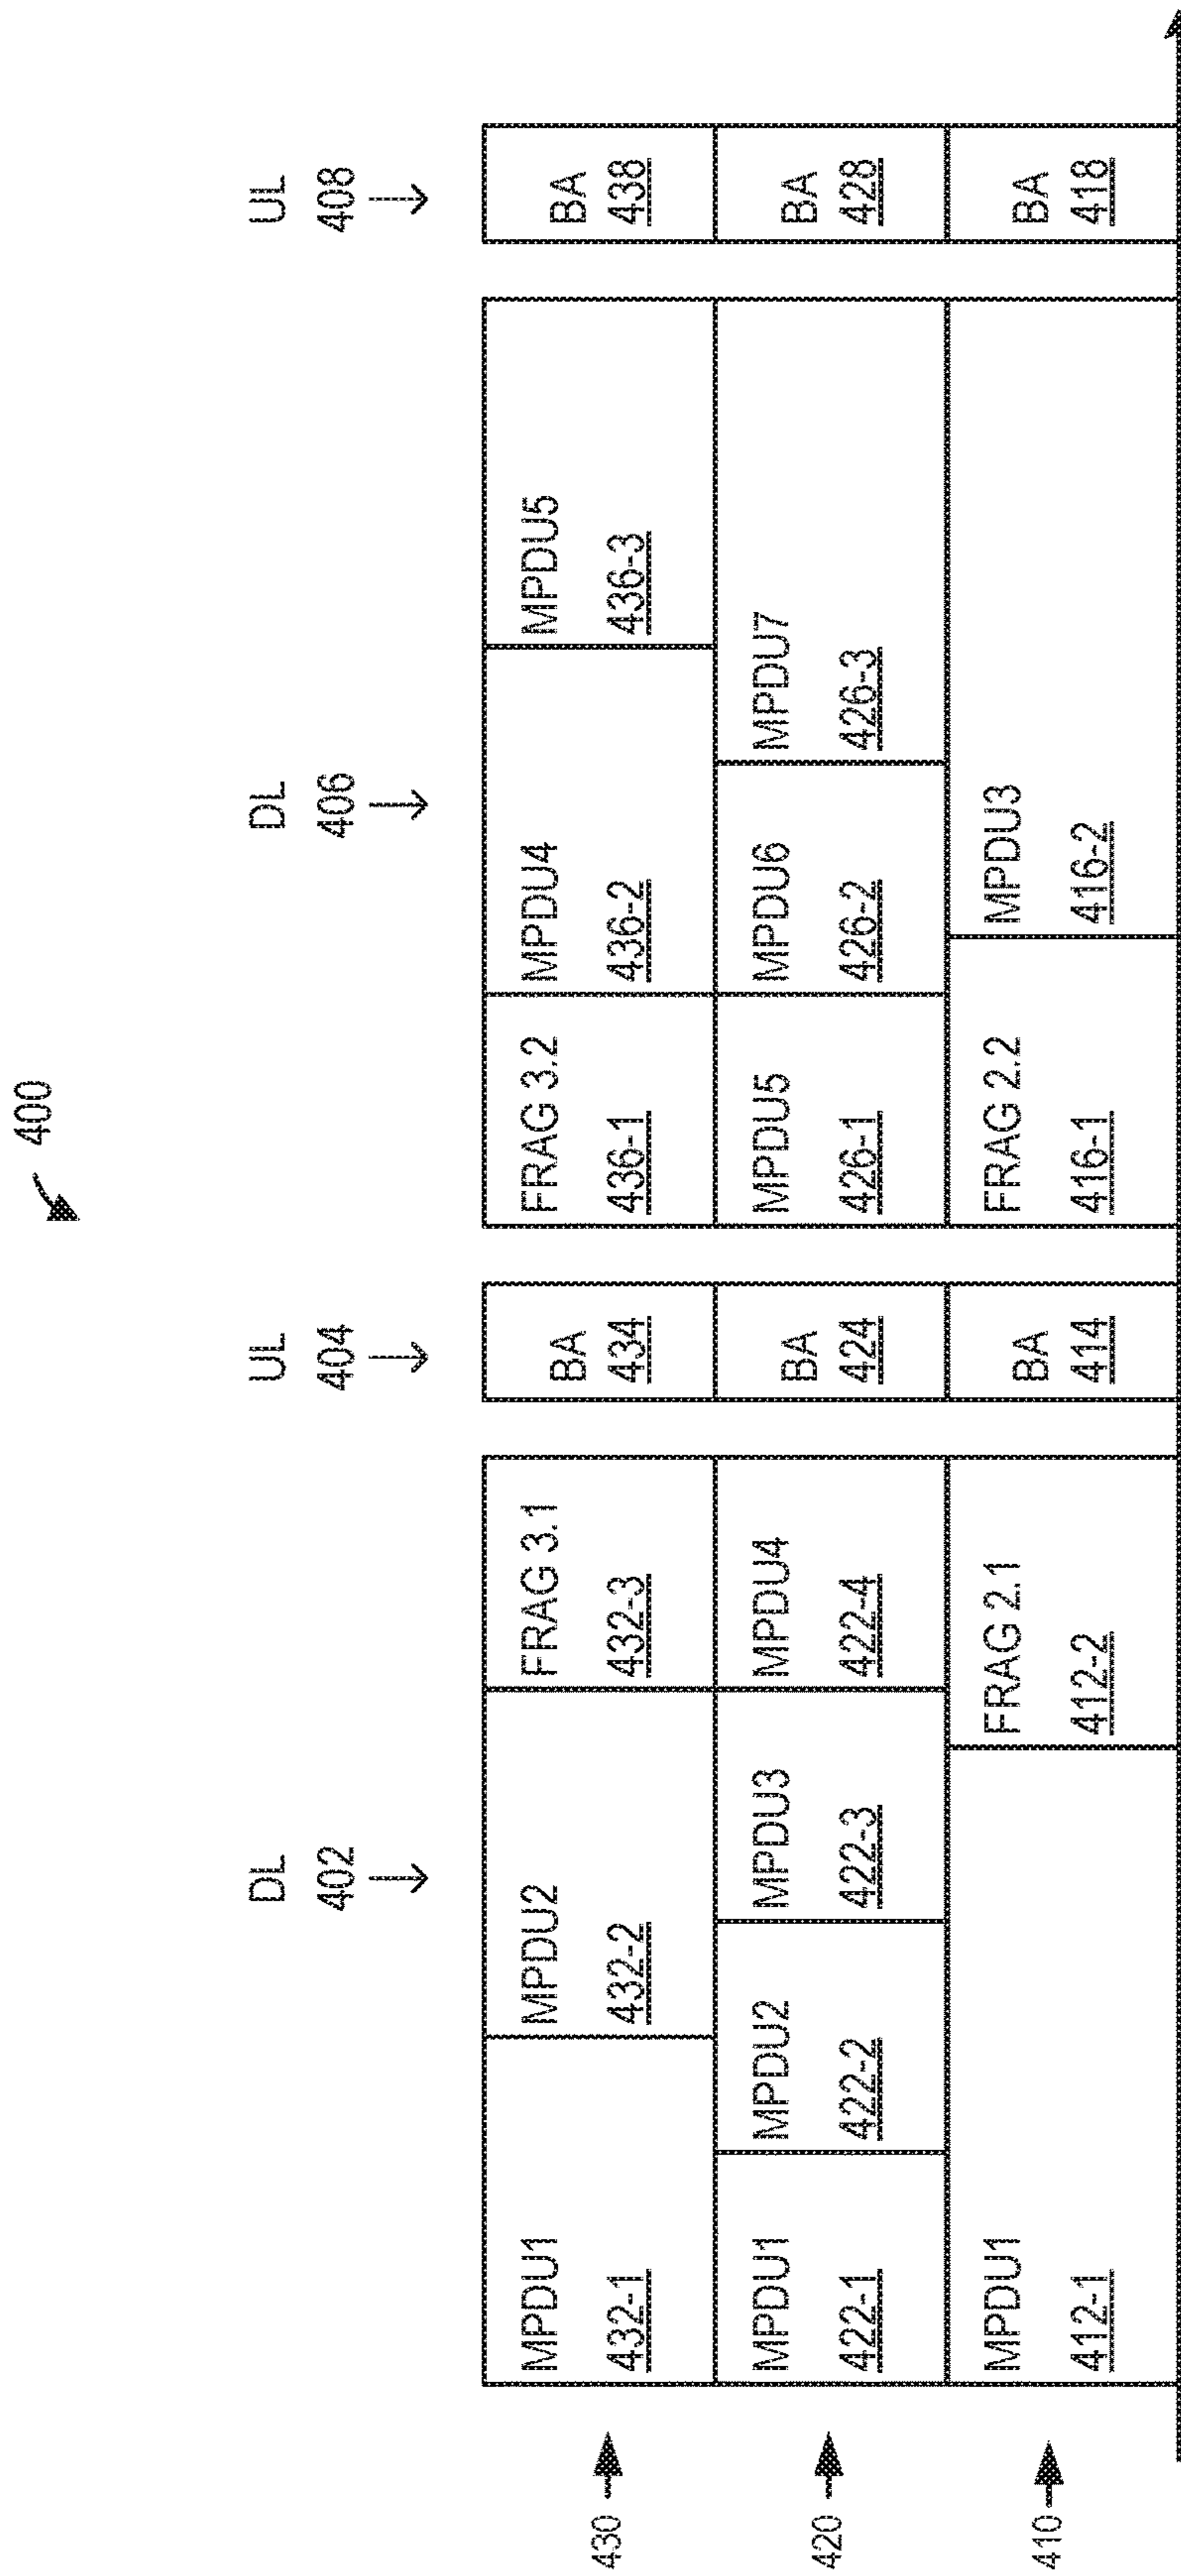 400
DL
402
UL
404
DL
406
UL
408
430
MPDU1
432-1
MPDU2
432-2
FRAG 3.1
432-3
BA
434
FRAG 3.2
436-1
MPDU4
436-2
MPDU5
436-3
BA
438
420
MPDU1
422-1
MPDU2
422-2
MPDU3
422-3
MPDU4
422-4
BA
424
MPDU5
426-1
MPDU6
426-2
MPDU7
426-3
BA
428
410
MPDU1
412-1
FRAG 2.1
412-2
BA
414
FRAG 2.2
416-1
MPDU3
416-2
BA
418